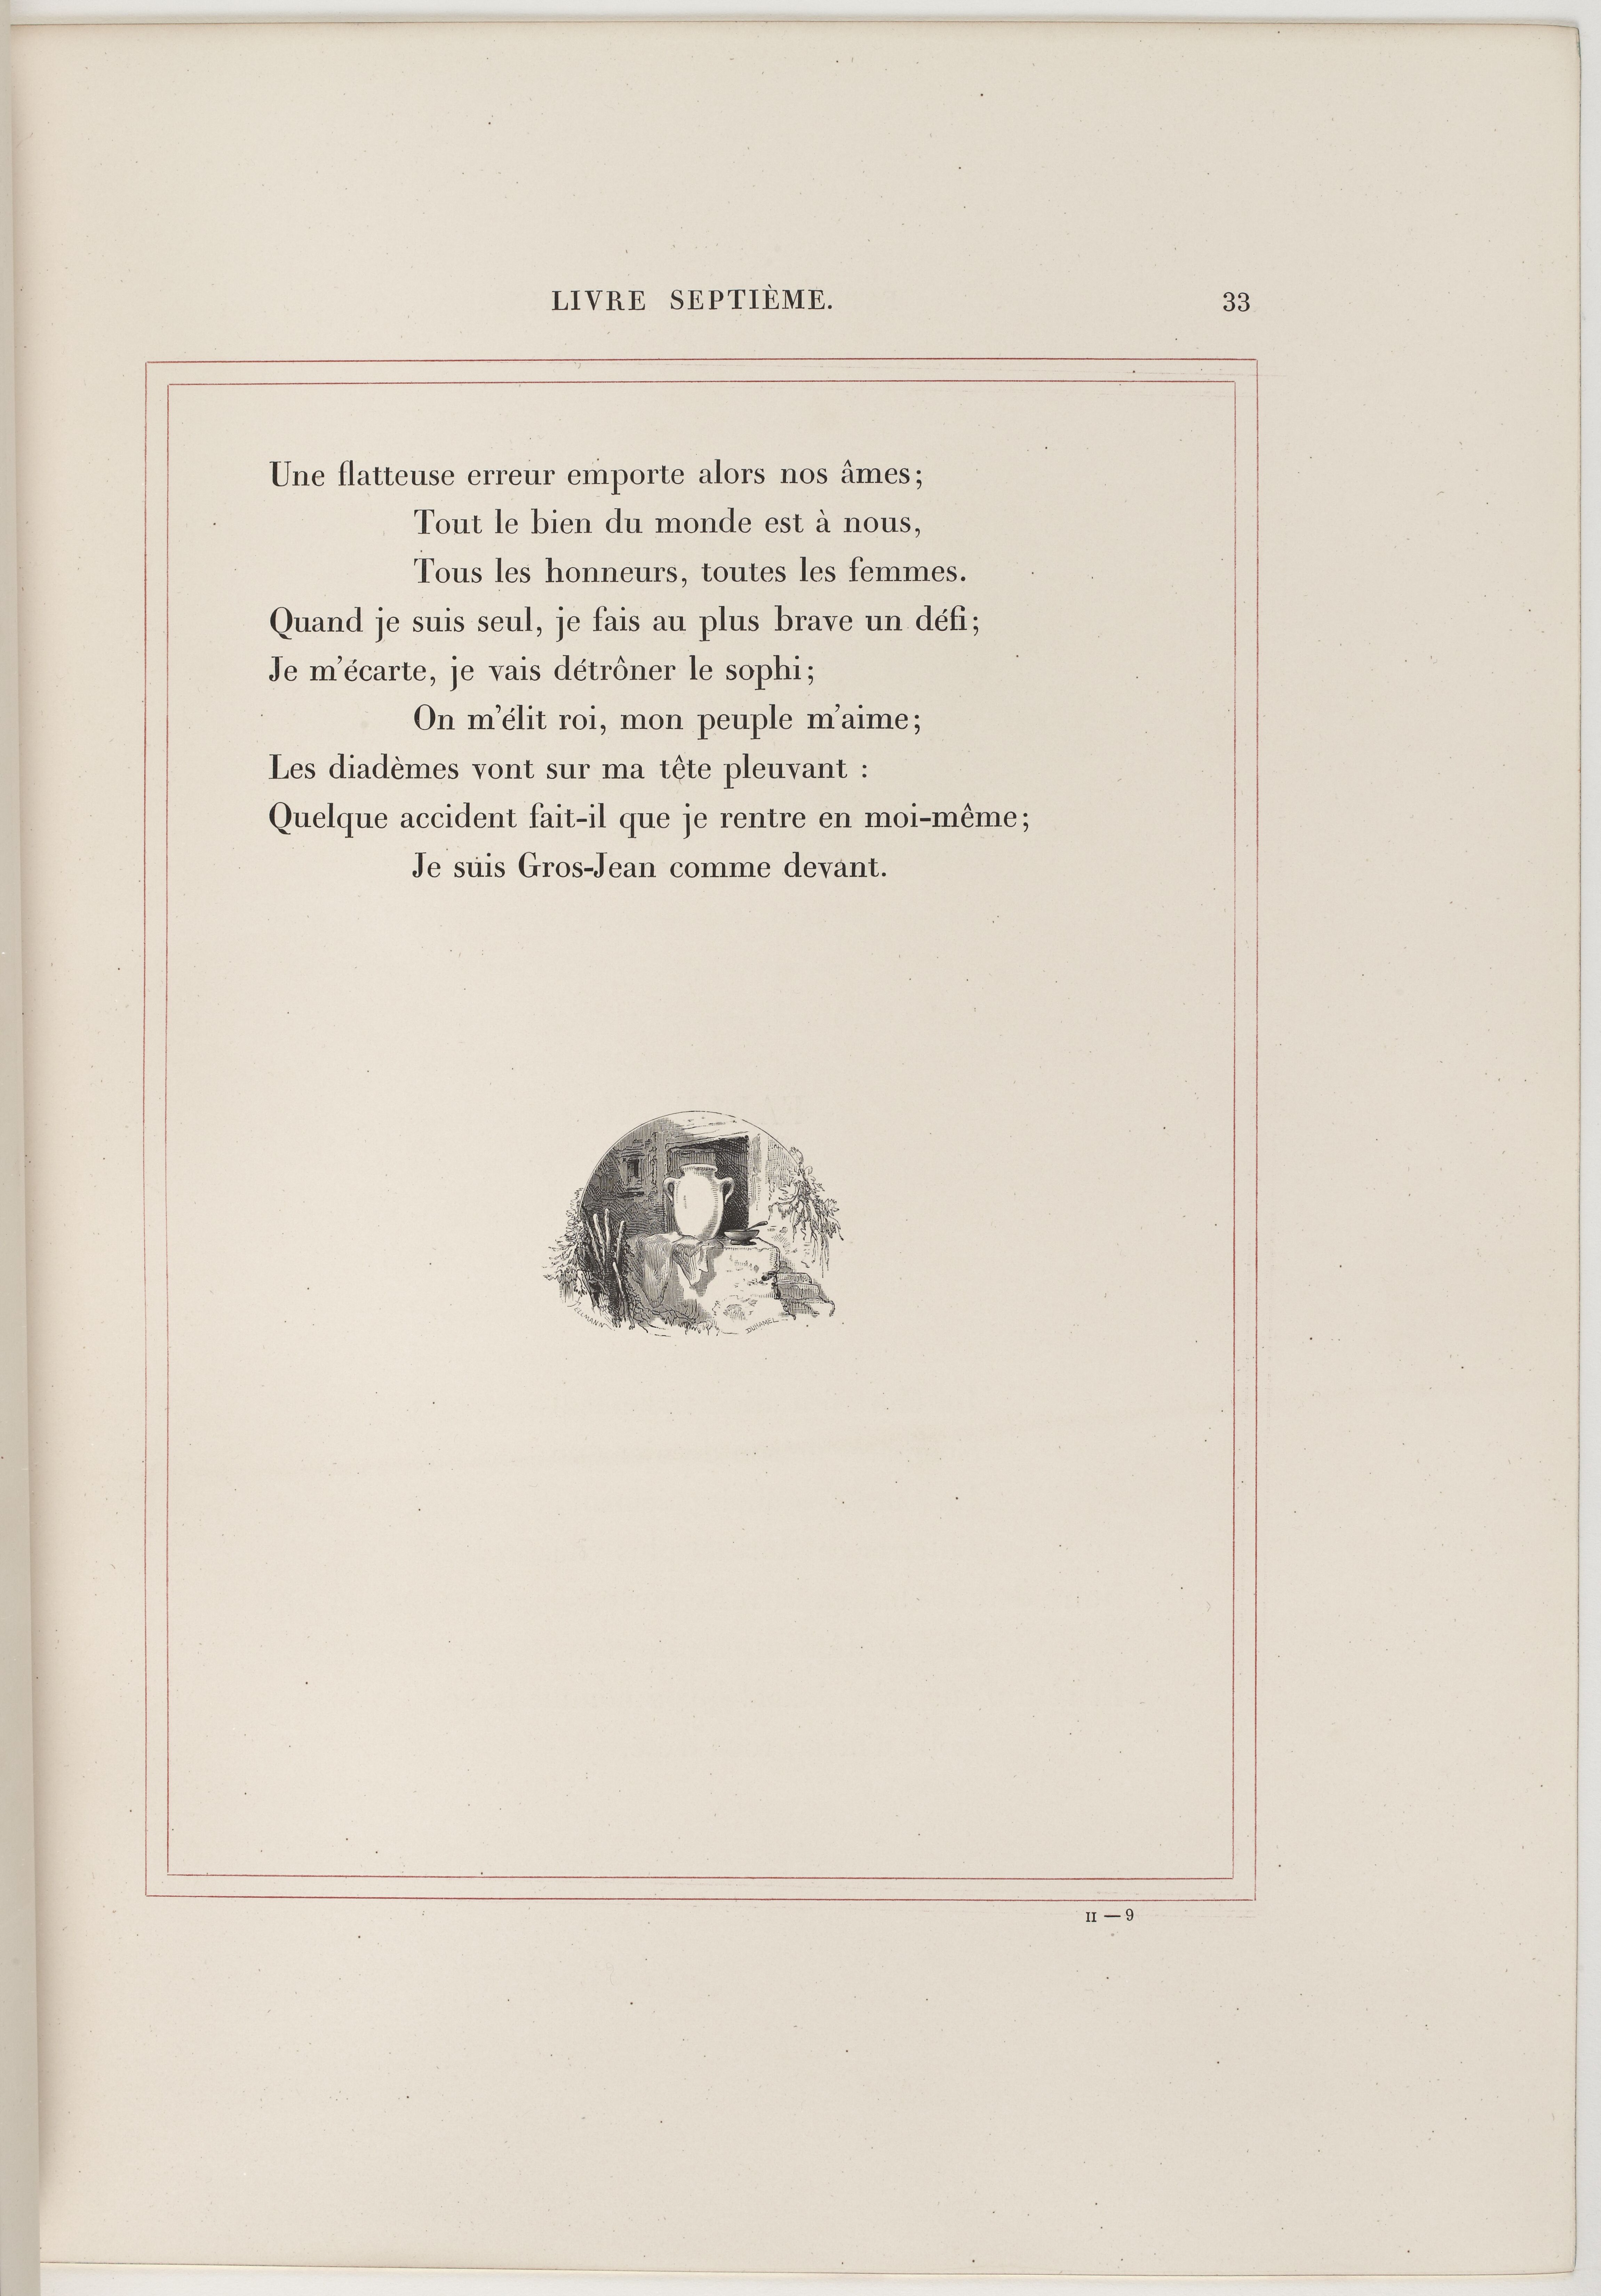 LIVRE SEPTIÈME. 33
Une flatteuse erreur emporte alors nos âmes;
Tout le bien du monde est à nous,
Tous les honneurs, toutes les femmes.
Quand je suis seul, je fais au plus brave un défi;
Je m'écarte, je vais détrôner le sophi;
On m'élit roi, mon peuple m'aime;
Les diadèmes vont sur ma tête pleuvant :
Quelque accident fait-il que je rentre en moi-même;
Je suis Gros-Jean comme devant.
DUHAMEL
II — 9